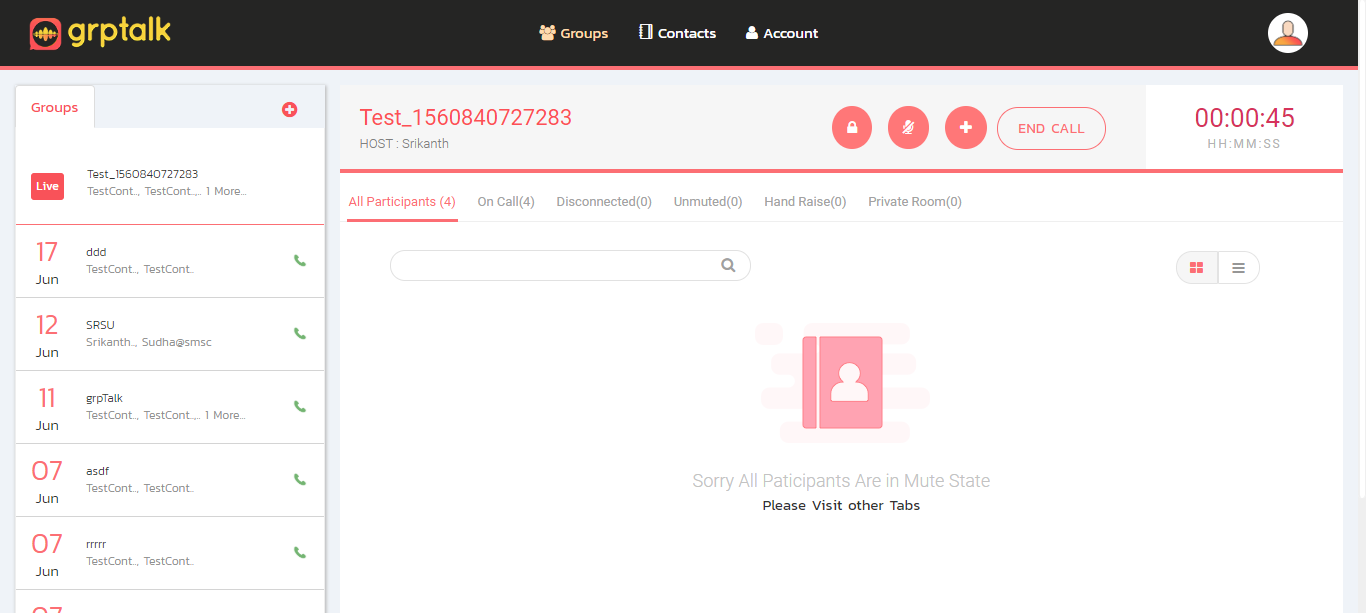 grptalk
Groups Contacts Account
Groups
Live
Test_1560840727283
TestCont.., TestCont..,.. 1 More...
17
Jun
ddd
TestCont.., TestCont..
12
Jun
SRSU
Srikanth.., Sudha@smsc
11
Jun
grpTalk
TestCont.., TestCont..,.. 1 More...
07
Jun
asdf
TestCont.., TestCont..
07
Jun
rrrrr
TestCont.., TestCont..
07
Test_1560840727283
HOST : Srikanth
END CALL
00:00:45
HH:MM:SS
All Participants (4) On Call(4) Disconnected(0) Unmuted(0) Hand Raise(0) Private Room(0)
Sorry All Paticipants Are in Mute State
Please Visit other Tabs